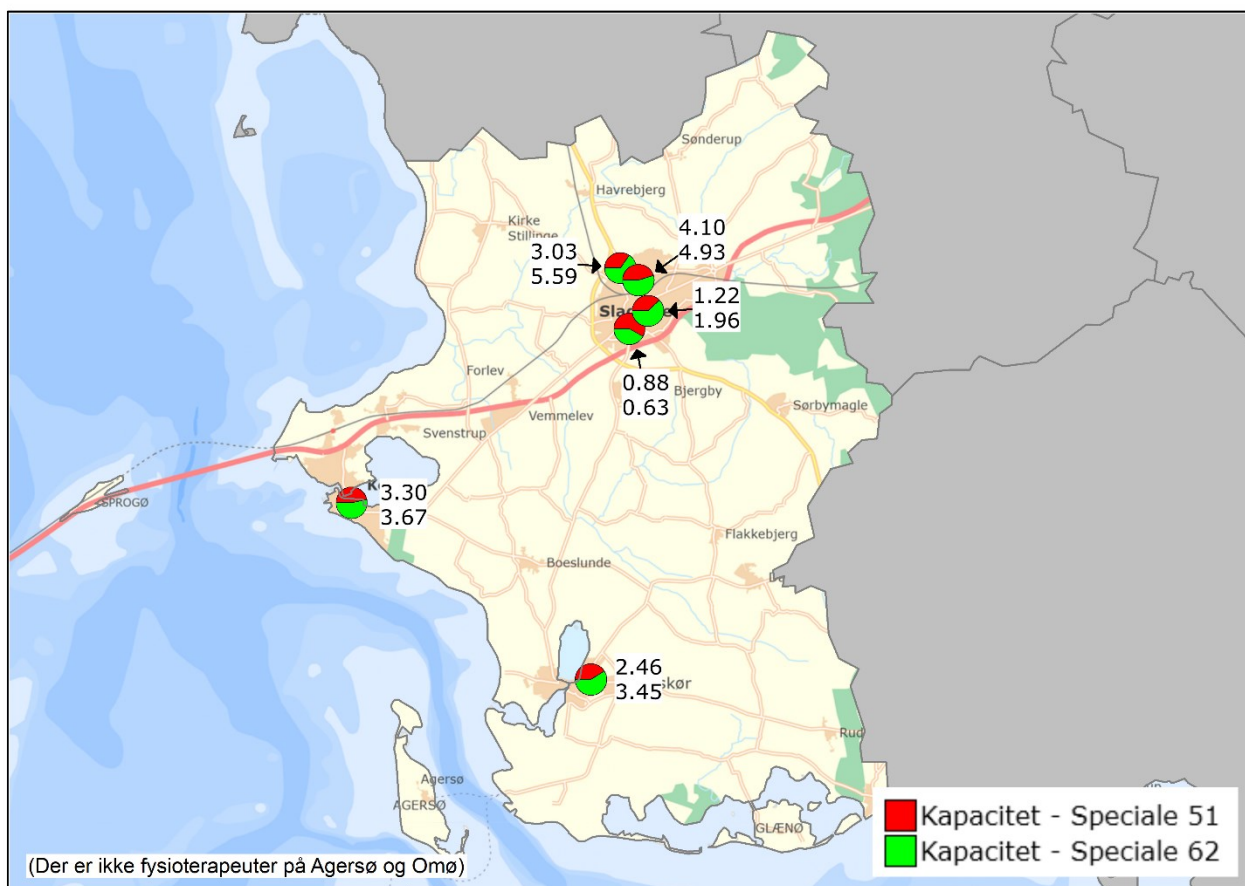 Sønderup
Havrebjerg
Kirke
Stillinge
4.10
4.93
3.03
5.59
1.22
1.96
0.88
0.63
Forlev
Bjergby
Sørbymagle
Vemmelev
Svenstrup
SPROGØ
3.30
3.67
Flakkebjerg
Boeslunde
2.46
3.45
skør
Rud
Agersø
AGERSØ
GLÆNØ
Kapacitet - Speciale 51
Kapacitet - Speciale 62
(Der er ikke fysioterapeuter på Agersø og Omø)